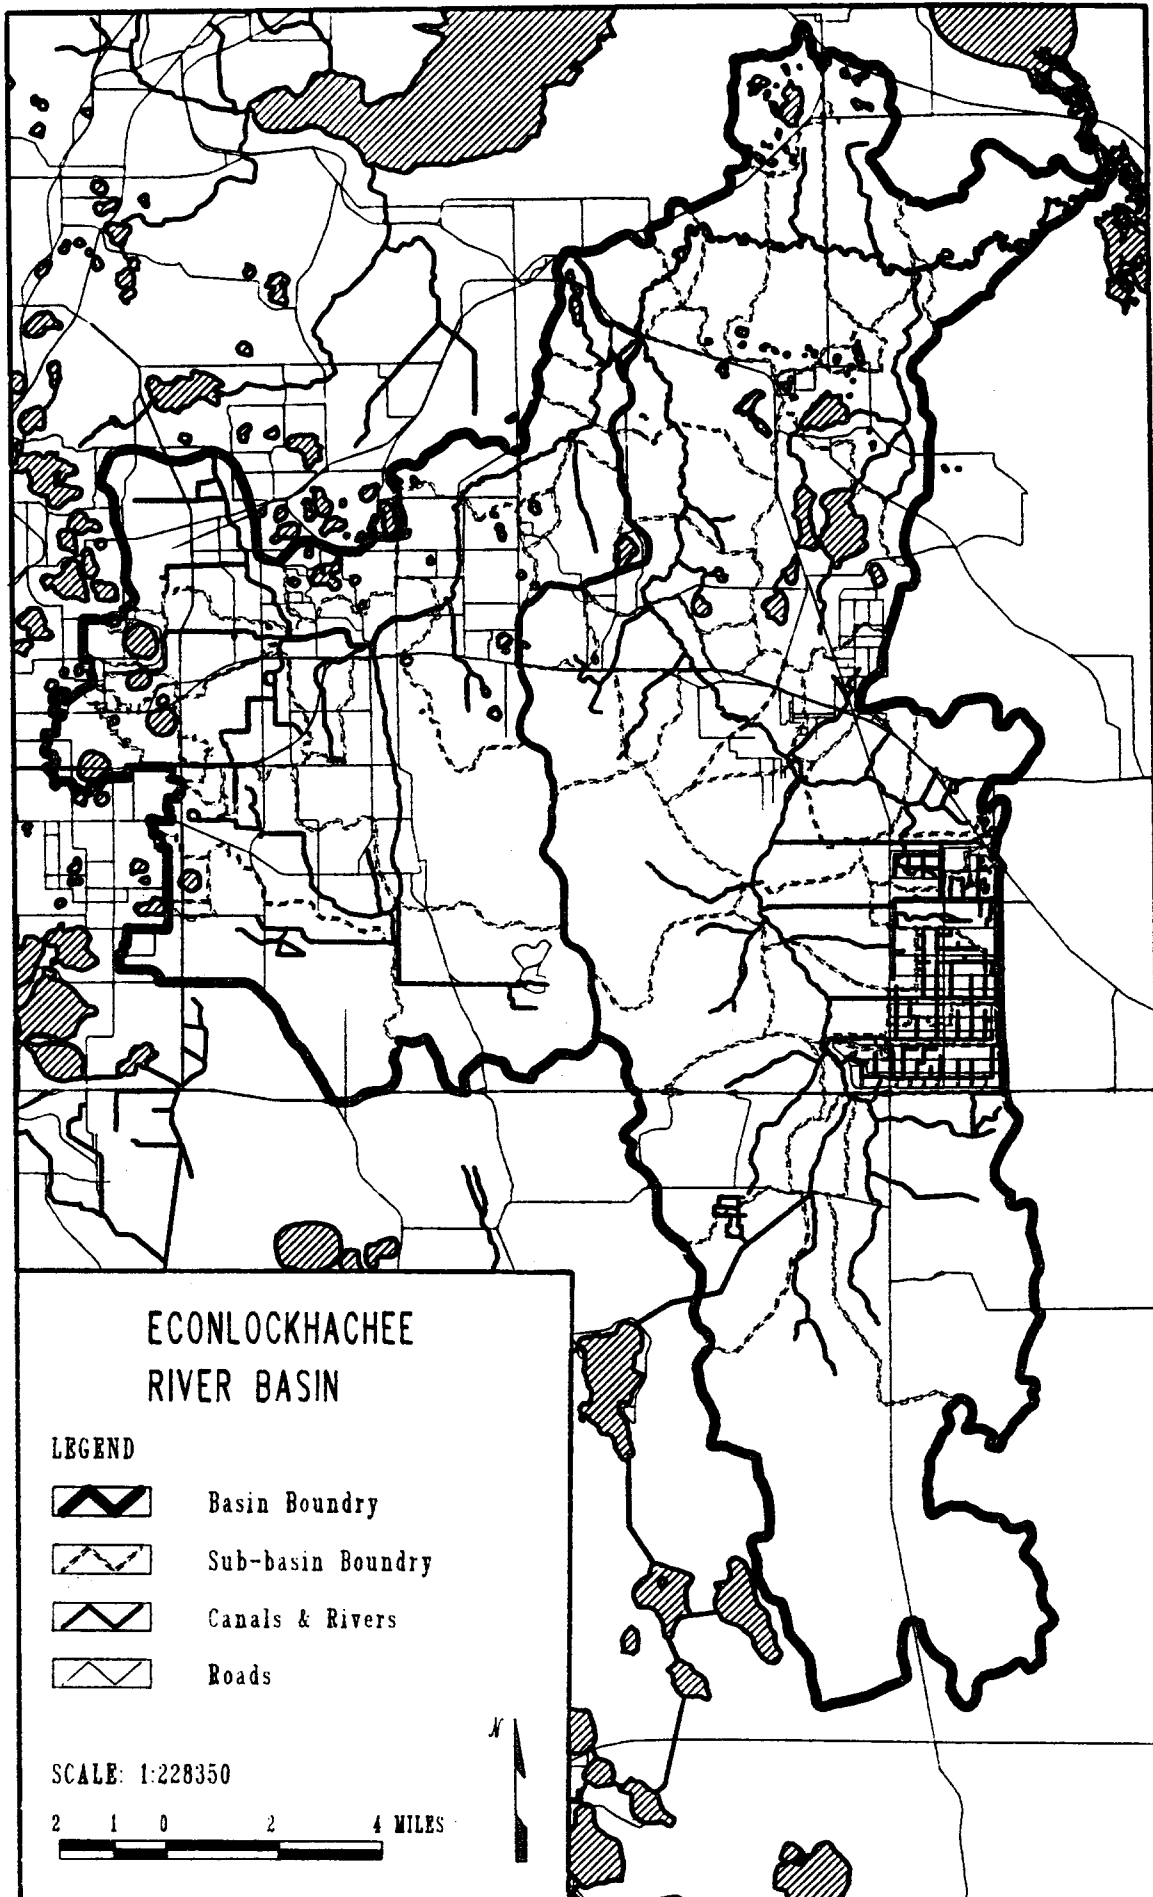 ECONLOCKHACHEE
RIVER BASIN
LEGEND
Basin Boundry
Sub-basin Boundry
Canals & Rivers
Roads
N
SCALE: 1:228350
2 1 0 2 4 MILES